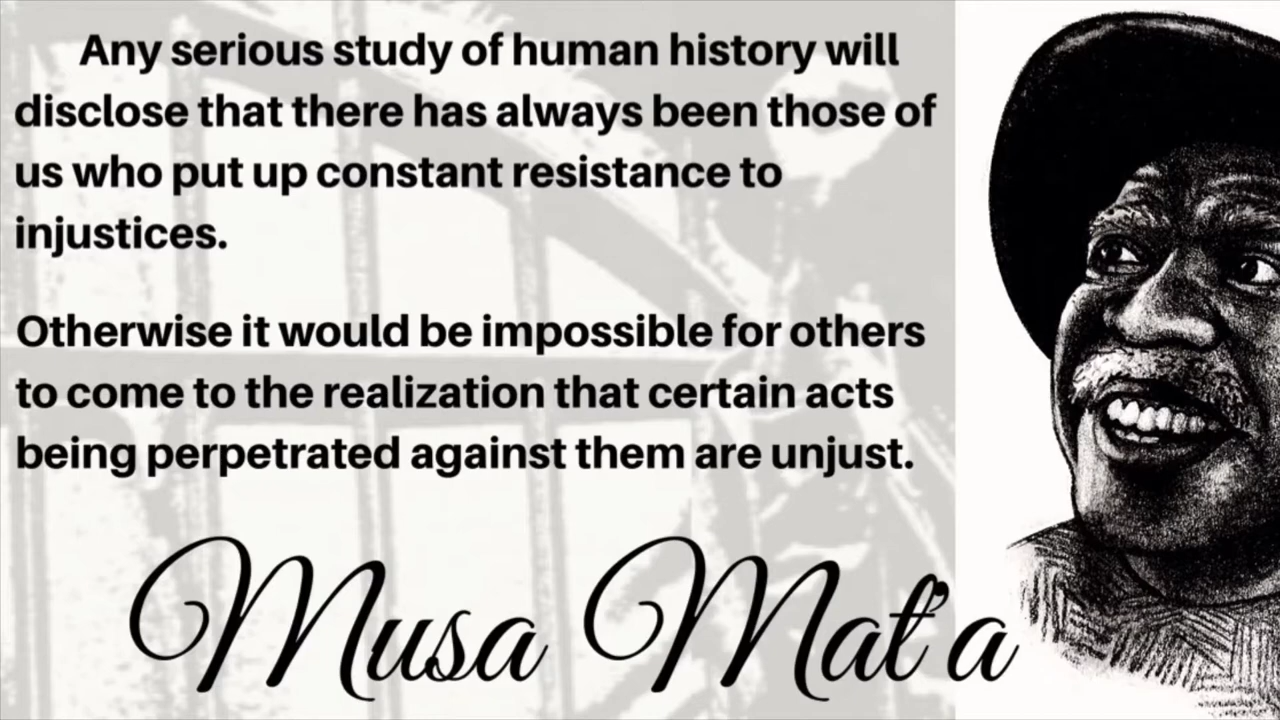 Any serious study of human history will
disclose that there has always been those of
us who put up constant resistance to
injustices.
Otherwise it would be impossible for others
to come to the realization that certain acts
being perpetrated against them are unjust.
Musa Mat'a